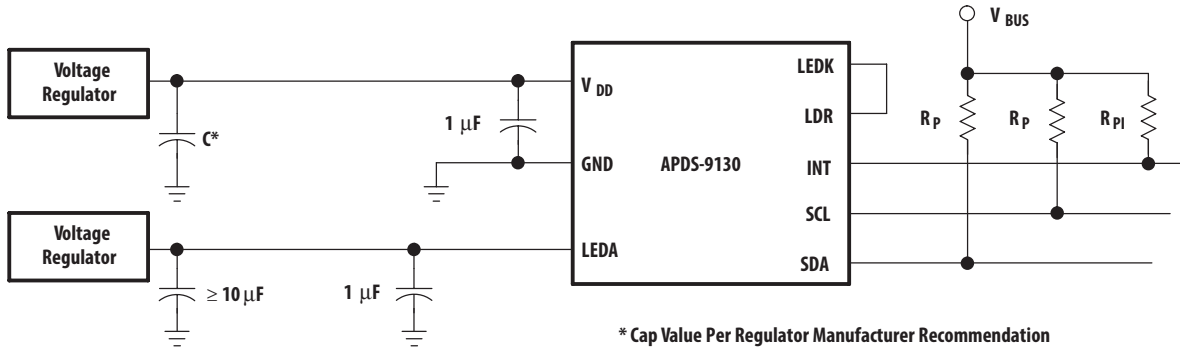 V BUS
Voltage
Regulator
C*
1 μF
V DD
GND
LEDA
APDS-9130
LEDK
LDR
INT
SCL
SDA
R P
R P
R PI
Voltage
Regulator
≥ 10 μF
1 μF
* Cap Value Per Regulator Manufacturer Recommendation